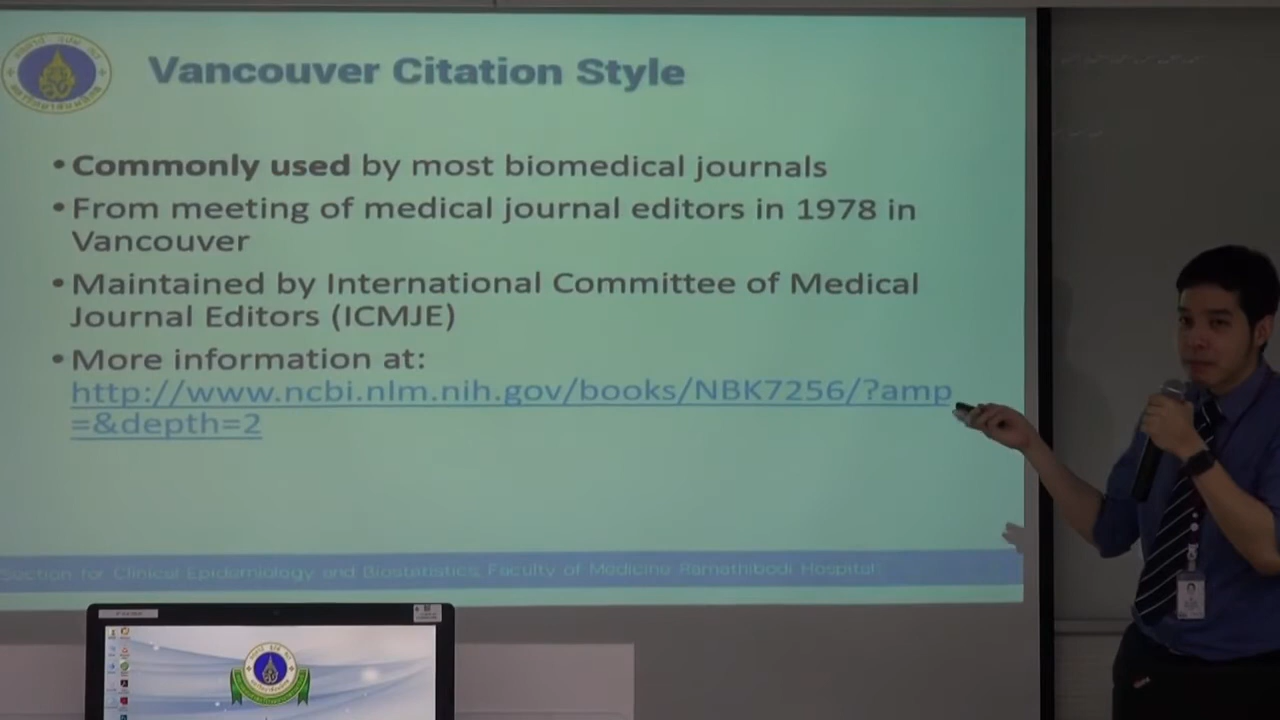 Vancouver Citation Style
• Commonly used by most biomedical journals
• From meeting of medical journal editors in 1978 in
Vancouver
• Maintained by International Committee of Medical
Journal Editors (ICMJE)
• More information at:
http://www.ncbi.nlm.nih.gov/books/NBK7256/?amp
=&depth=2
Section for Clinical Epidemiology and Biostatistics, Faculty of Medicine Ramathibodi Hospital